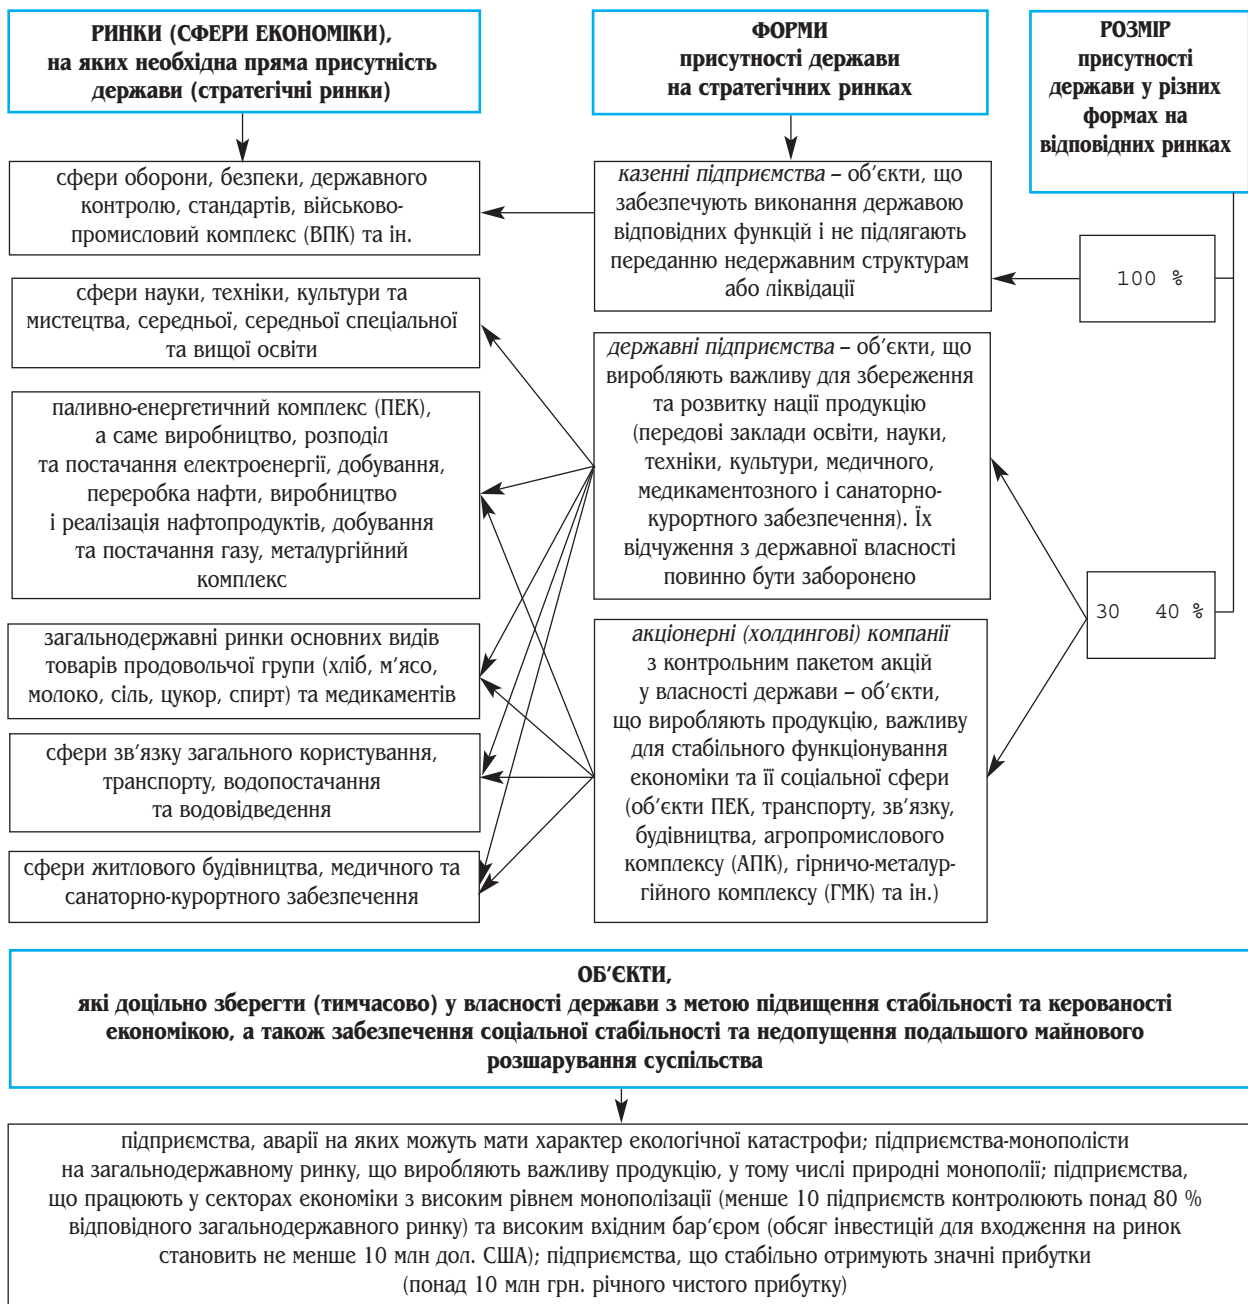 РИНКИ (СФЕРИ ЕКОНОМІКИ),
на яких необхідна пряма присутність
держави (стратегічні ринки)
ФОРМИ
присутності держави
на стратегічних ринках
РОЗМІР
присутності
держави у різних
формах на
відповідних ринках
сфери оборони, безпеки, державного
контролю, стандартів, військово-
промисловий комплекс (ВПК) та ін.
сфери науки, техніки, культури та
мистецтва, середньої, середньої спеціальної
та вищої освіти
паливно-енергетичний комплекс (ПЕК),
а саме виробництво, розподіл
та постачання електроенергії, добування,
переробка нафти, виробництво
і реалізація нафтопродуктів, добування
та постачання газу, металургійний
комплекс
загальнодержавні ринки основних видів
товарів продовольчої групи (хліб, м’ясо,
молоко, сіль, цукор, спирт) та медикаментів
сфери зв’язку загального користування,
транспорту, водопостачання
та водовідведення
сфери житлового будівництва, медичного та
санаторно-курортного забезпечення
казенні підприємства – об’єкти, що
забезпечують виконання державою
відповідних функцій і не підлягають
переданню недержавним структурам
або ліквідації
державні підприємства – об’єкти, що
виробляють важливу для збереження
та розвитку нації продукцію
(передові заклади освіти, науки,
техніки, культури, медичного,
медикаментозного і санаторно-
курортного забезпечення). Їх
відчуження з державної власності
повинно бути заборонено
акціонерні (холдингові) компанії
з контрольним пакетом акцій
у власності держави – об’єкти,
що виробляють продукцію, важливу
для стабільного функціонування
економіки та її соціальної сфери
(об’єкти ПЕК, транспорту, зв’язку,
будівництва, агропромислового
комплексу (АПК), гірничо-металур-
гійного комплексу (ГМК) та ін.)
100 %
30 40 %
ОБ’ЄКТИ,
які доцільно зберегти (тимчасово) у власності держави з метою підвищення стабільності та керованості
економікою, а також забезпечення соціальної стабільності та недопущення подальшого майнового
розшарування суспільства
підприємства, аварії на яких можуть мати характер екологічної катастрофи; підприємства-монополісти
на загальнодержавному ринку, що виробляють важливу продукцію, у тому числі природні монополії; підприємства,
що працюють у секторах економіки з високим рівнем монополізації (менше 10 підприємств контролюють понад 80 %
відповідного загальнодержавного ринку) та високим вхідним бар’єром (обсяг інвестицій для входження на ринок
становить не менше 10 млн дол. США); підприємства, що стабільно отримують значні прибутки
(понад 10 млн грн. річного чистого прибутку)